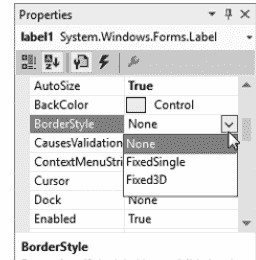 Properties
label1 System.Windows.Forms.Label
AutoSize True
BackColor Control
BorderStyle None
CausesValidation None
ContextMenuStri FixedSingle
Cursor Fixed3D
Dock None
Enabled True
BorderStyle